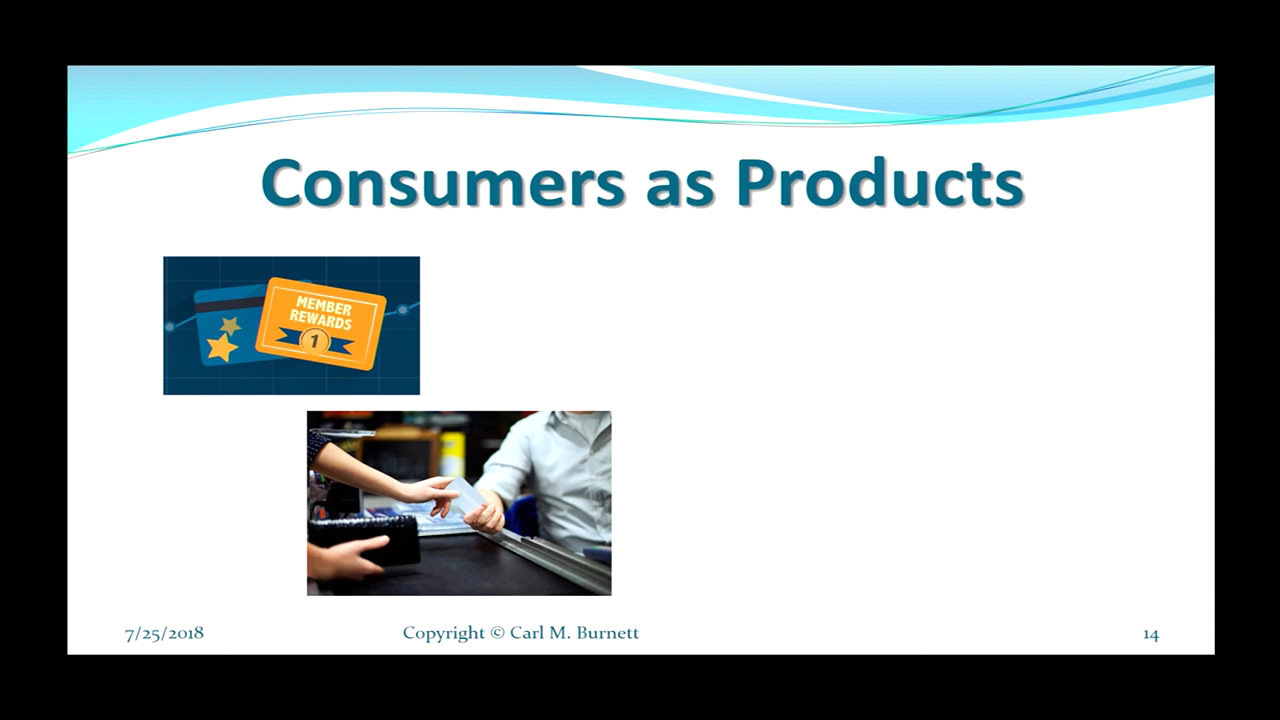 Consumers as Products
MEMBER
REWARDS
1
7/25/2018
Copyright © Carl M. Burnett
14